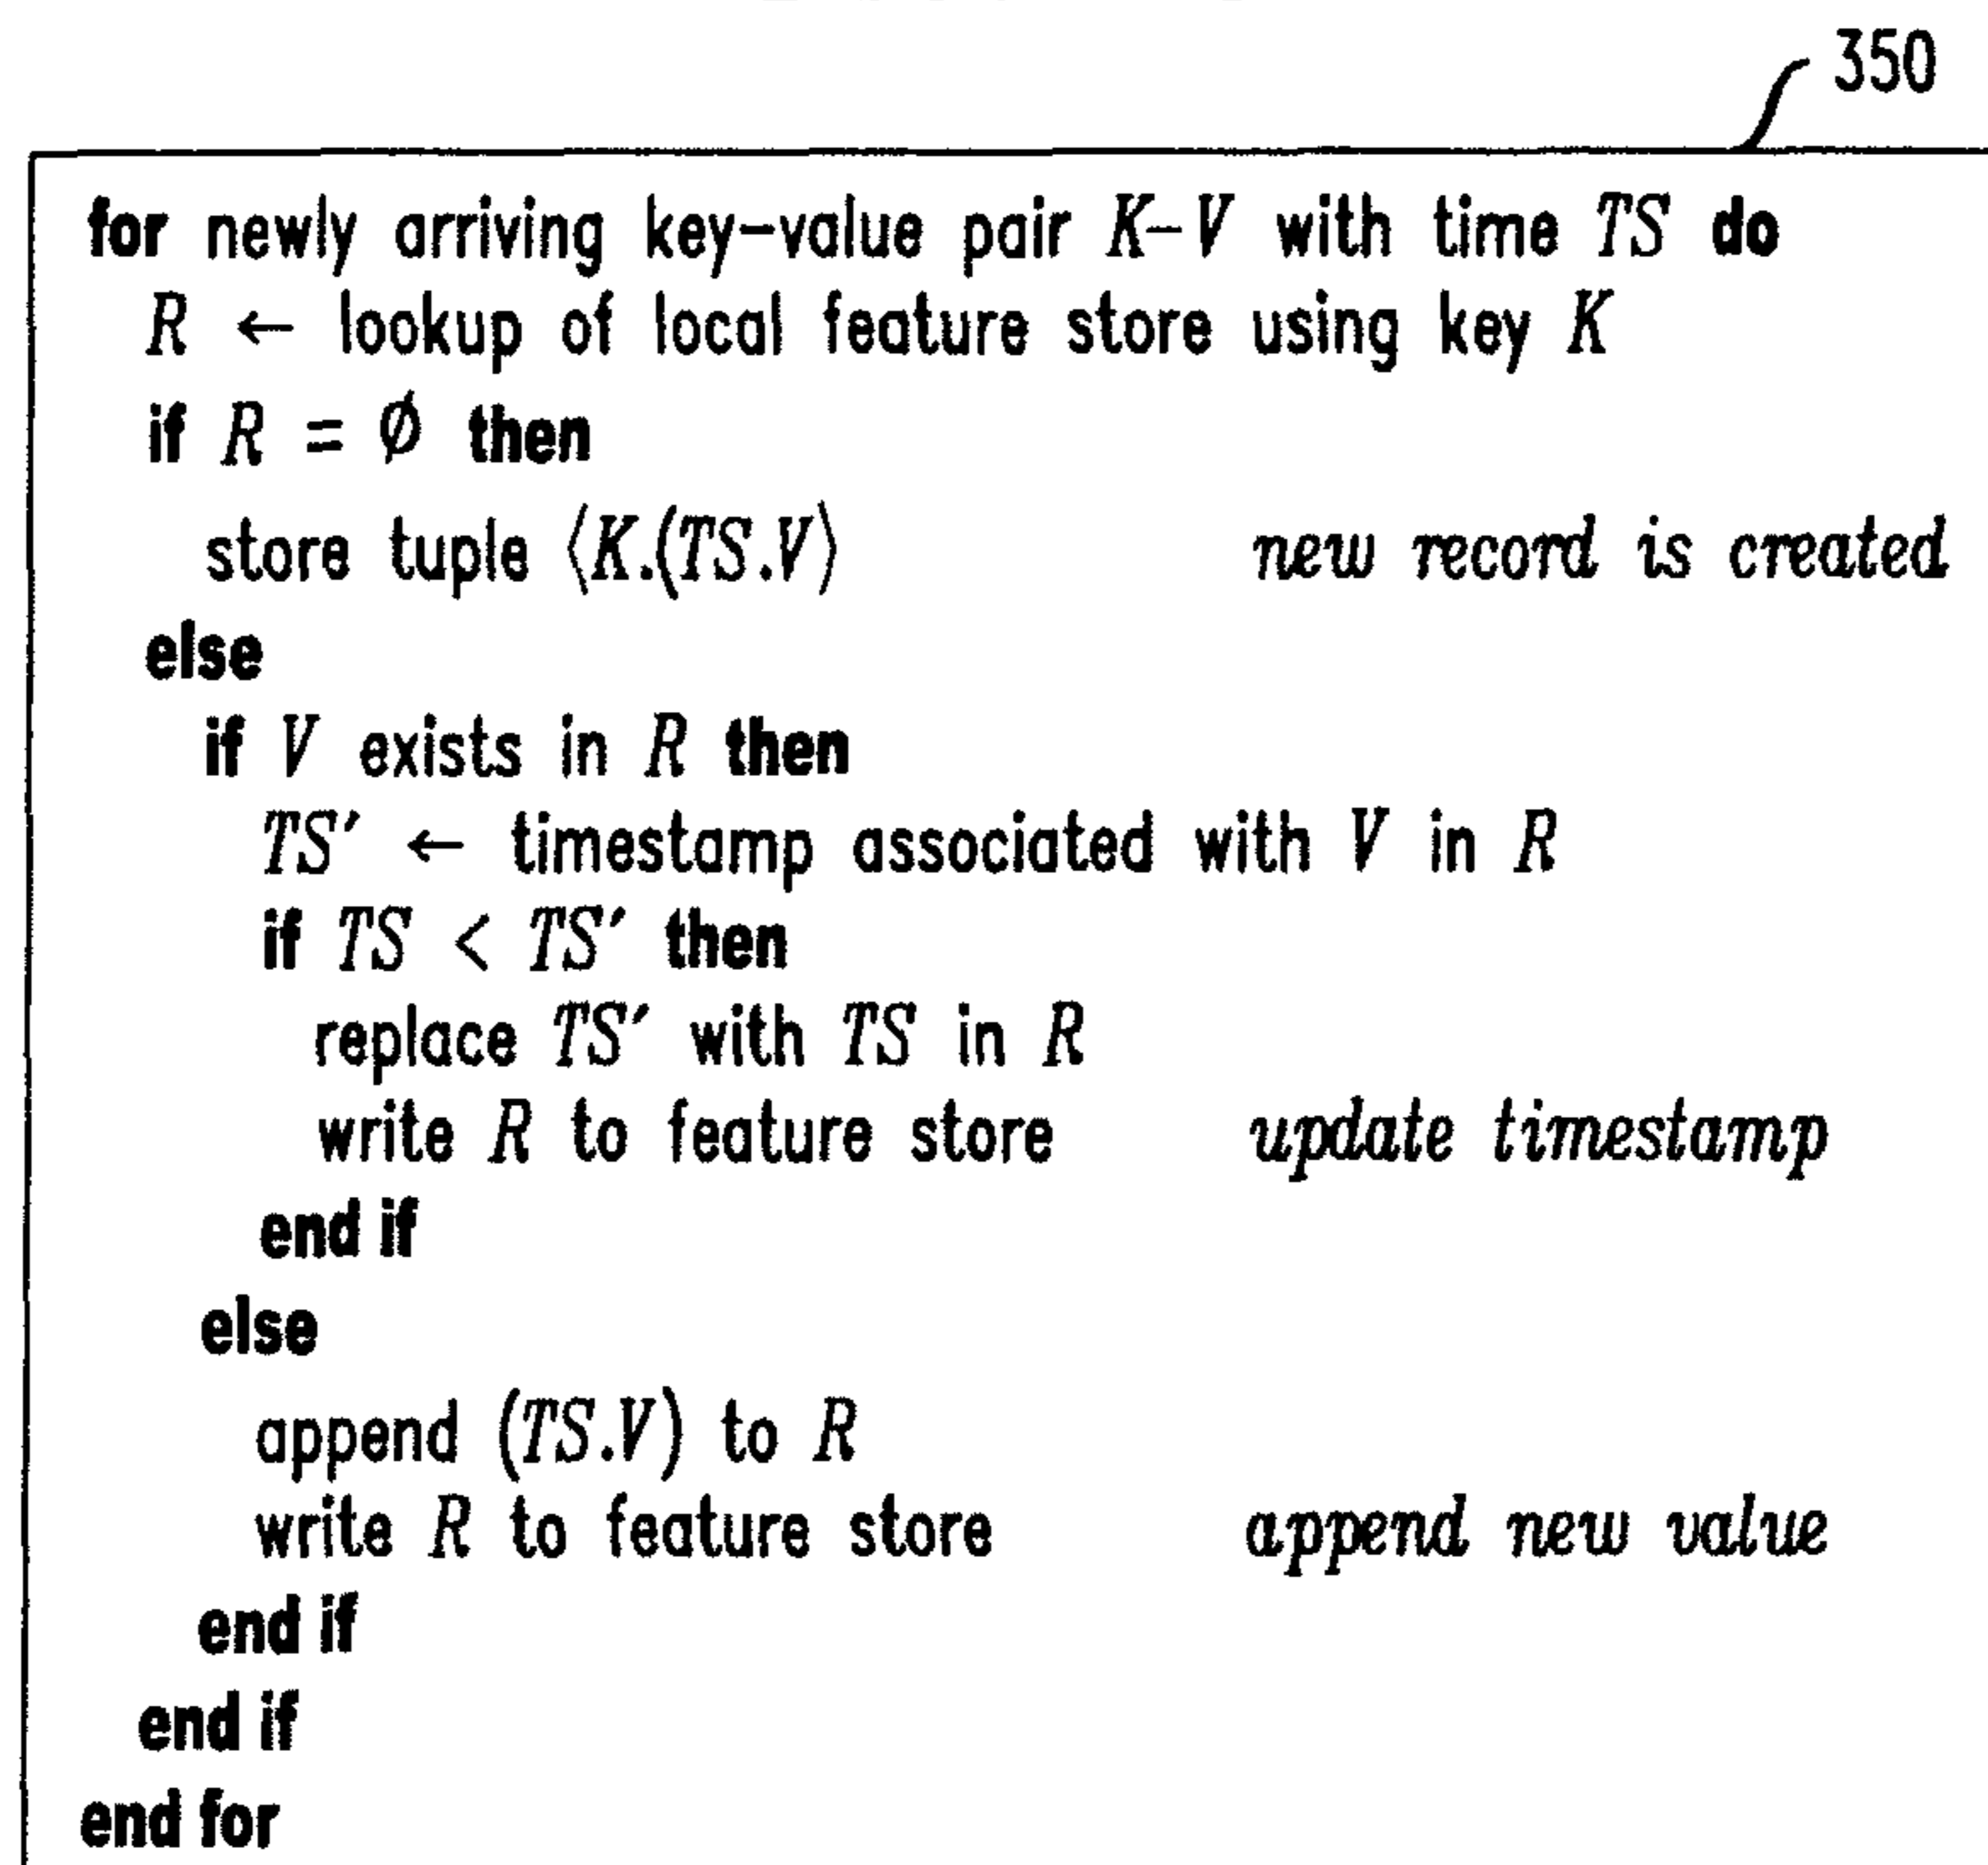 350
for newly arriving key-value pair K-V with time TS do
R ← lookup of local feature store using key K
if R = ∅ then
store tuple ⟨K.(TS.V⟩ new record is created
else
if V exists in R then
TS′ ← timestamp associated with V in R
if TS < TS′ then
replace TS′ with TS in R
write R to feature store update timestamp
end if
else
append (TS.V) to R
write R to feature store append new value
end if
end if
end for